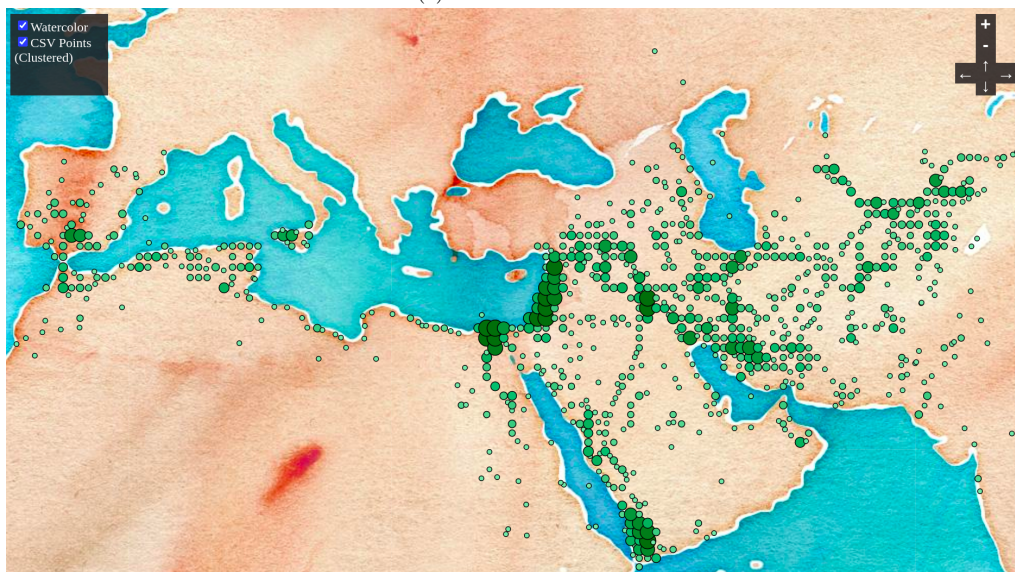 Watercolor
CSV Points
(Clustered)
+
-
↑
← →
↓